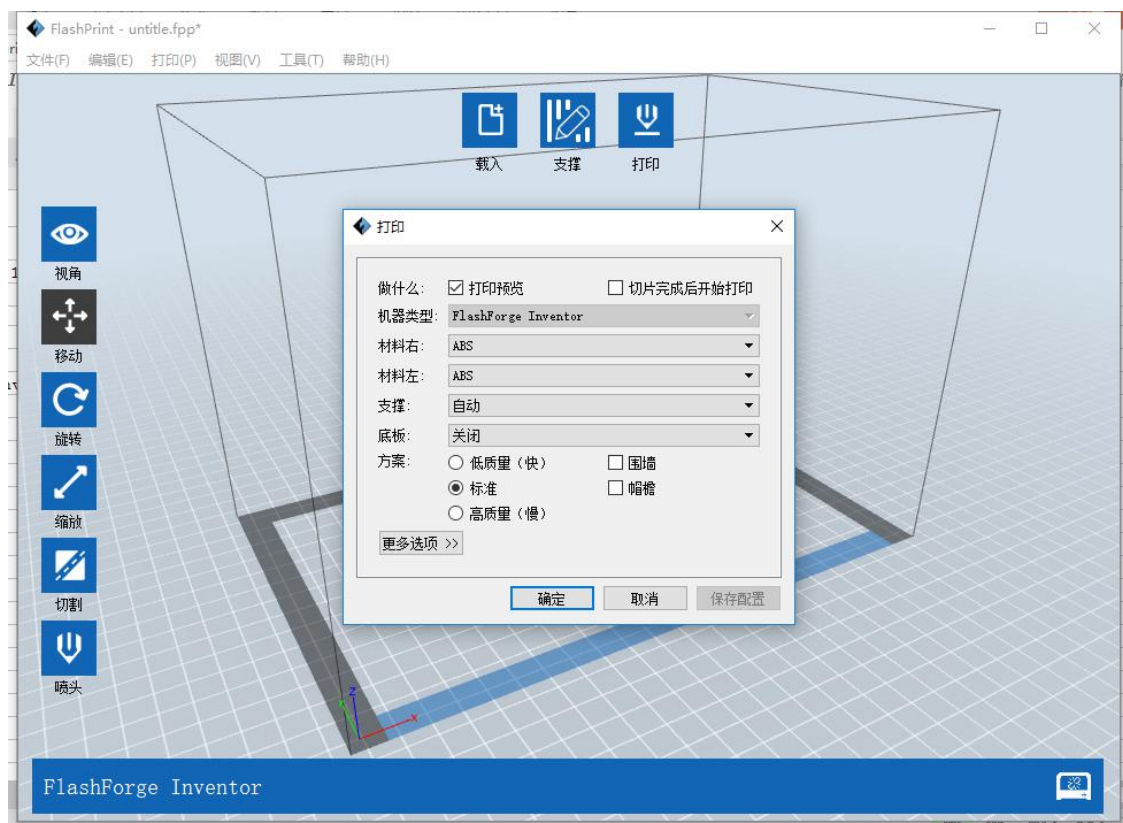 FlashPrint - untitle.fpp*
文件(F) 编辑(E) 打印(P) 视图(V) 工具(T) 帮助(H)
载入 支撑 打印
视角
移动
旋转
缩放
切割
喷头
打印
做什么: 打印预览 切片完成后开始打印
机器类型: FlashForge Inventor
材料右: ABS
材料左: ABS
支撑: 自动
底板: 关闭
方案: 低质量（快） 围墙
标准 帽檐
高质量（慢）
更多选项 >>
确定 取消 保存配置
Z
X
FlashForge Inventor